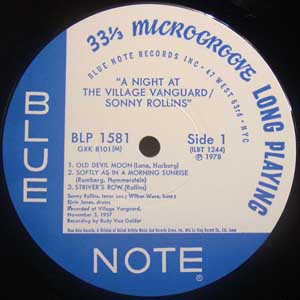 33⅓ MICROGROOVE LONG PLAYING
BLUE NOTE RECORDS INC • 47 WEST 63rd • NYC
"A NIGHT AT
THE VILLAGE VANGUARD/
SONNY ROLLINS"
BLP 1581
Side 1
GXK 8101(M)
(LBT 1244)
℗ 1978
1. OLD DEVIL MOON (Lane, Harburg)
2. SOFTLY AS IN A MORNING SUNRISE
(Romberg, Hammerstein)
3. STRIVER'S ROW (Rollins)
Sonny Rollins, tenor sax; Wilbur Ware, bass;
Elvin Jones, drums
Recorded at Village Vanguard,
November 3, 1957
Recording by Rudy Van Gelder
BLUE
NOTE
®